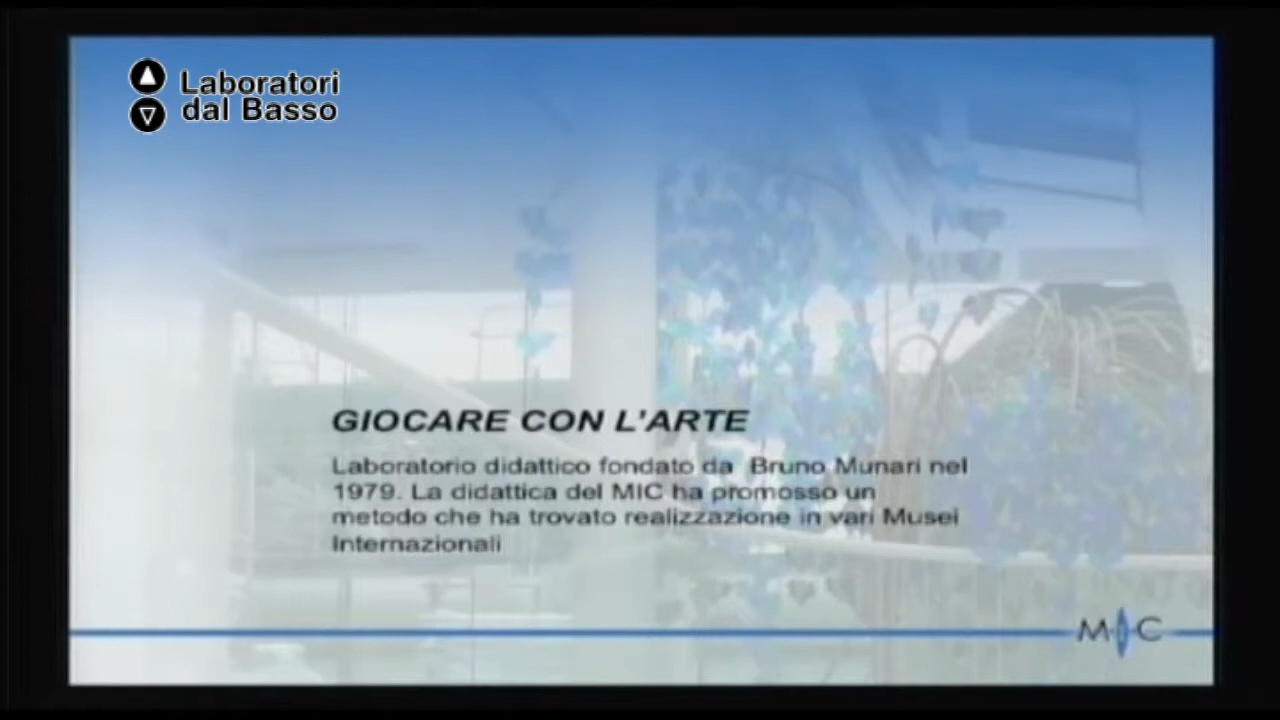 Laboratori
dal Basso
GIOCARE CON L'ARTE
Laboratorio didattico fondato da Bruno Munari nel
1979. La didattica del MIC ha promosso un
metodo che ha trovato realizzazione in vari Musei
Internazionali
MIC